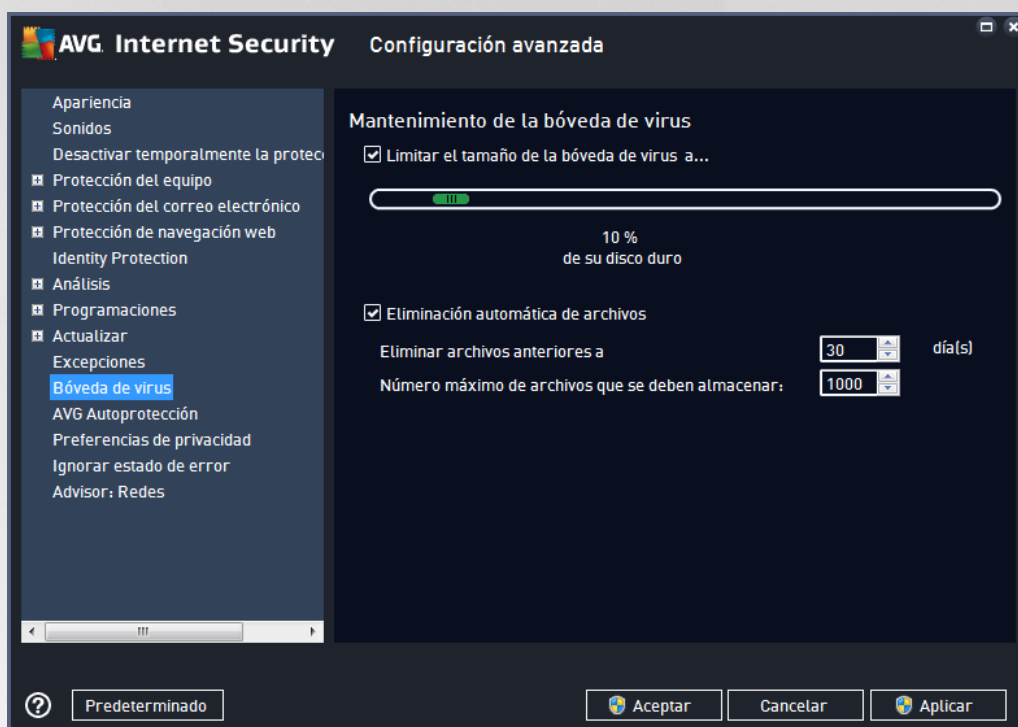 AVG. Internet Security Configuración avanzada
Apariencia
Sonidos
Desactivar temporalmente la protec
Protección del equipo
Protección del correo electrónico
Protección de navegación web
Identity Protection
Análisis
Programaciones
Actualizar
Excepciones
Bóveda de virus
AVG Autoprotección
Preferencias de privacidad
Ignorar estado de error
Advisor: Redes
Mantenimiento de la bóveda de virus
Limitar el tamaño de la bóveda de virus a...
10 %
de su disco duro
Eliminación automática de archivos
Eliminar archivos anteriores a 30 día(s)
Número máximo de archivos que se deben almacenar: 1000
? Predeterminado Aceptar Cancelar Aplicar